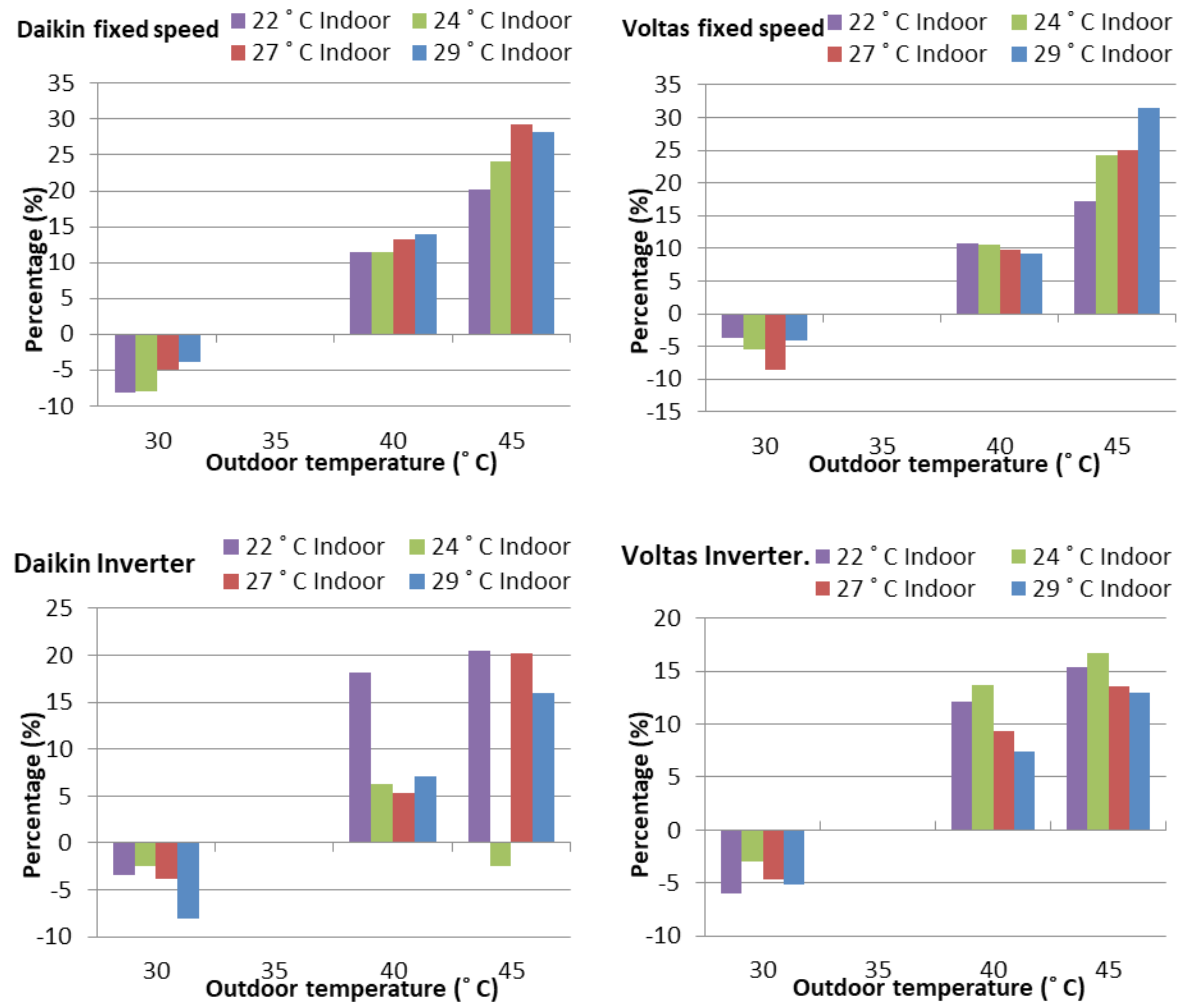 Daikin fixed speed
22 ° C Indoor 24 ° C Indoor
27 ° C Indoor 29 ° C Indoor
35
30
25
20
15
10
5
0
-5
-10
Percentage (%)
30 35 40 45
Outdoor temperature (° C)
Voltas fixed speed
22 ° C Indoor 24 ° C Indoor
27 ° C Indoor 29 ° C Indoor
35
30
25
20
15
10
5
0
-5
-10
-15
Percentage (%)
30 35 40 45
Outdoor temperature (° C)
Daikin Inverter
22 ° C Indoor 24 ° C Indoor
27 ° C Indoor 29 ° C Indoor
25
20
15
10
5
0
-5
-10
Percentage (%)
30 35 40 45
Outdoor temperature (° C)
Voltas Inverter.
22 ° C Indoor 24 ° C Indoor
27 ° C Indoor 29 ° C Indoor
20
15
10
5
0
-5
-10
Percentage (%)
30 35 40 45
Outdoor temperature (° C)